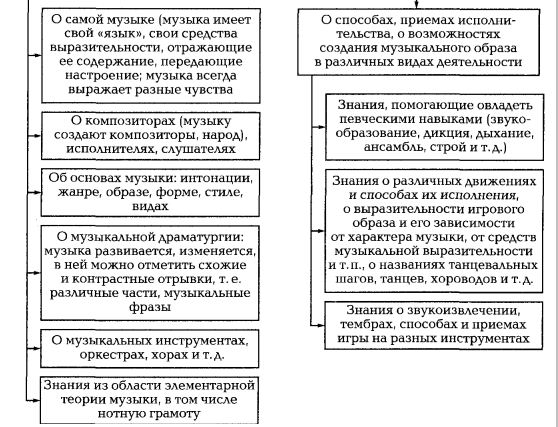 О самой музыке (музыка имеет
свой «язык», свои средства
выразительности, отражающие
ее содержание, передающие
настроение; музыка всегда
выражает разные чувства
О композиторах (музыку
создают композиторы, народ),
исполнителях, слушателях
Об основах музыки: интонации,
жанре, образе, форме, стиле,
видах
О музыкальной драматургии:
музыка развивается, изменяется,
в ней можно отметить схожие
и контрастные отрывки, т. е.
различные части, музыкальные
фразы
О музыкальных инструментах,
оркестрах, хорах и т. д.
Знания из области элементарной
теории музыки, в том числе
нотную грамоту
О способах, приемах исполни-
тельства, о возможностях
создания музыкального образа
в различных видах деятельности
Знания, помогающие овладеть
певческими навыками (звуко-
образование, дикция, дыхание,
ансамбль, строй и т. д.)
Знания о различных движениях
и способах их исполнения,
о выразительности игрового
образа и его зависимости
от характера музыки, от средств
музыкальной выразительности
и т. п., о названиях танцевальных
шагов, танцев, хороводов и т. д.
Знания о звукоизвлечении,
тембрах, способах и приемах
игры на разных инструментах